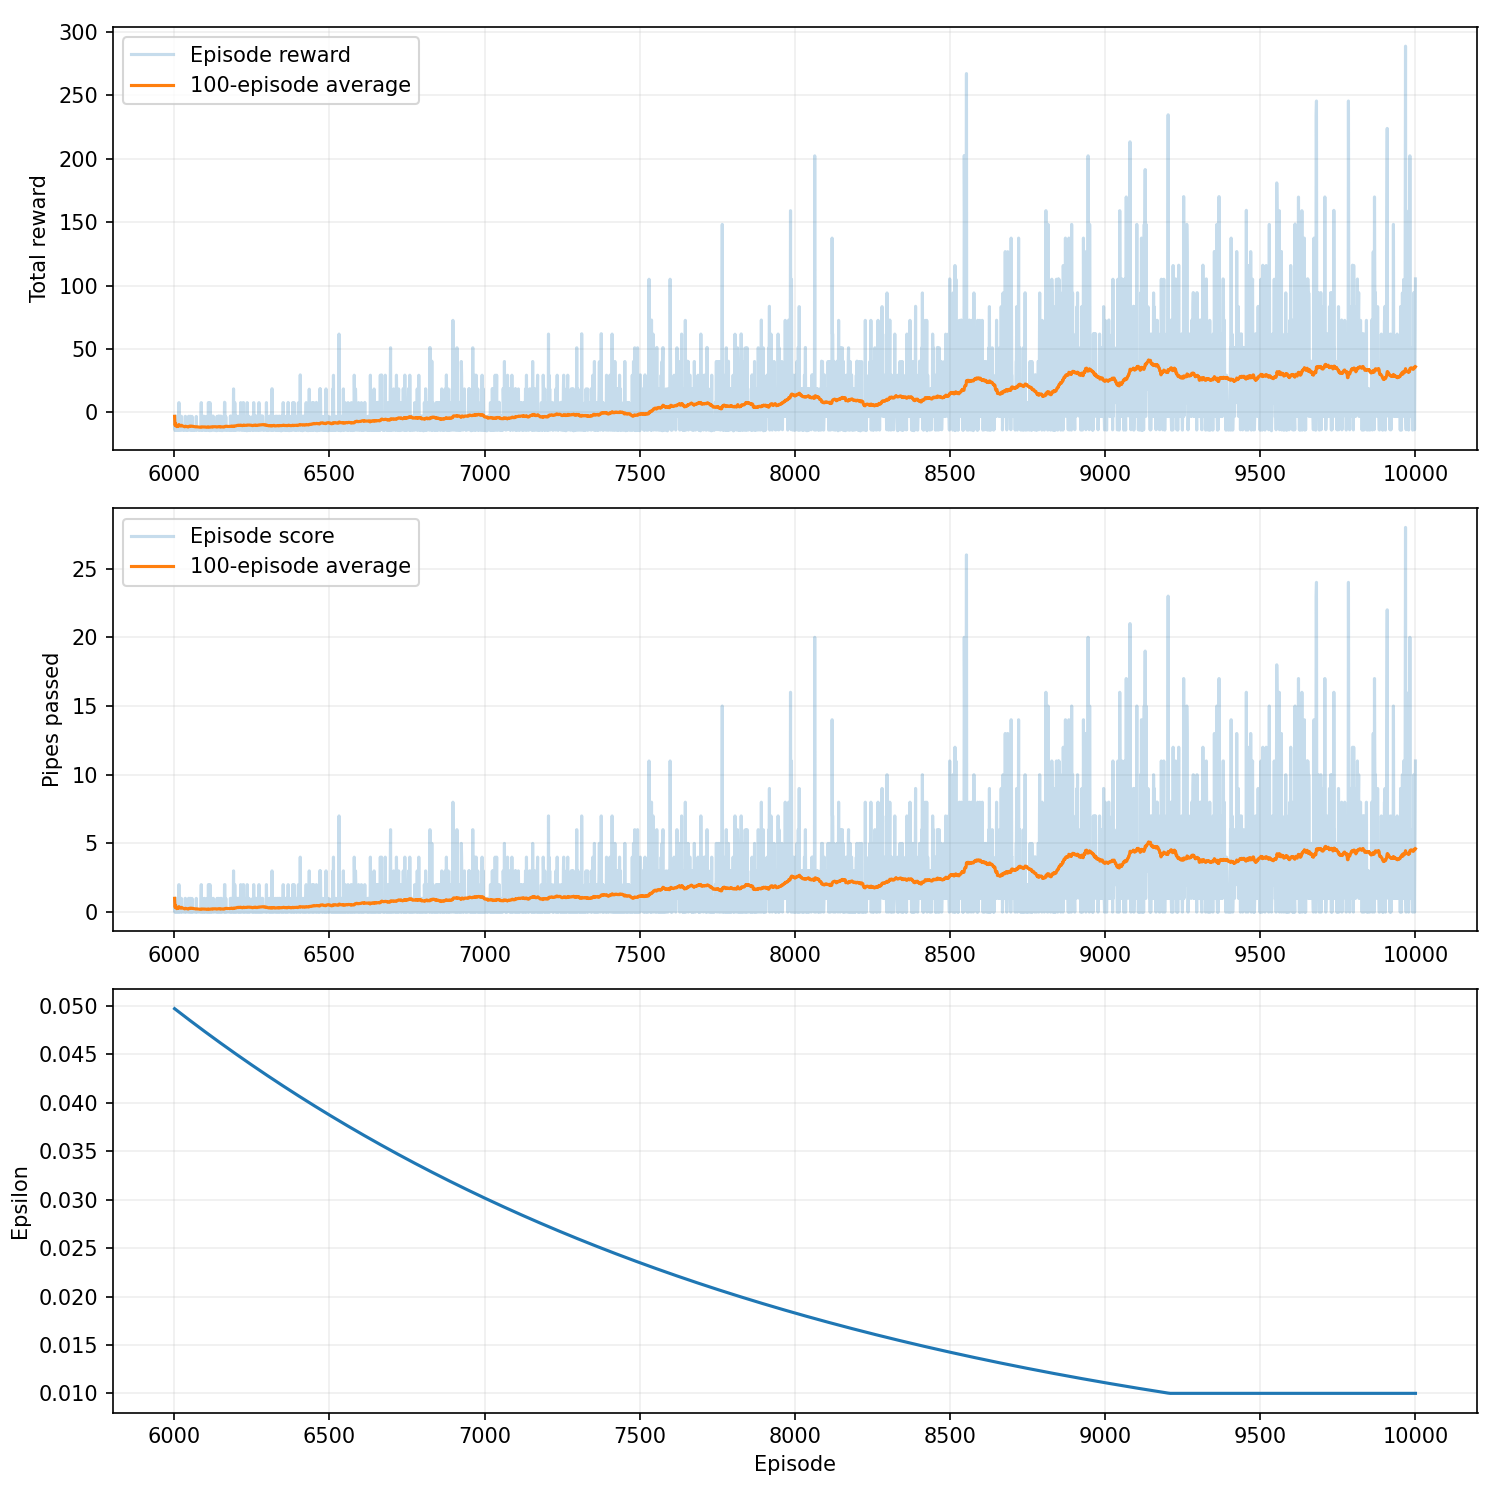 300
250
200
150
100
50
0
Total reward
Episode reward
100-episode average
6000 6500 7000 7500 8000 8500 9000 9500 10000
25
20
15
10
5
0
Pipes passed
Episode score
100-episode average
6000 6500 7000 7500 8000 8500 9000 9500 10000
0.050
0.045
0.040
0.035
0.030
0.025
0.020
0.015
0.010
Epsilon
6000 6500 7000 7500 8000 8500 9000 9500 10000
Episode